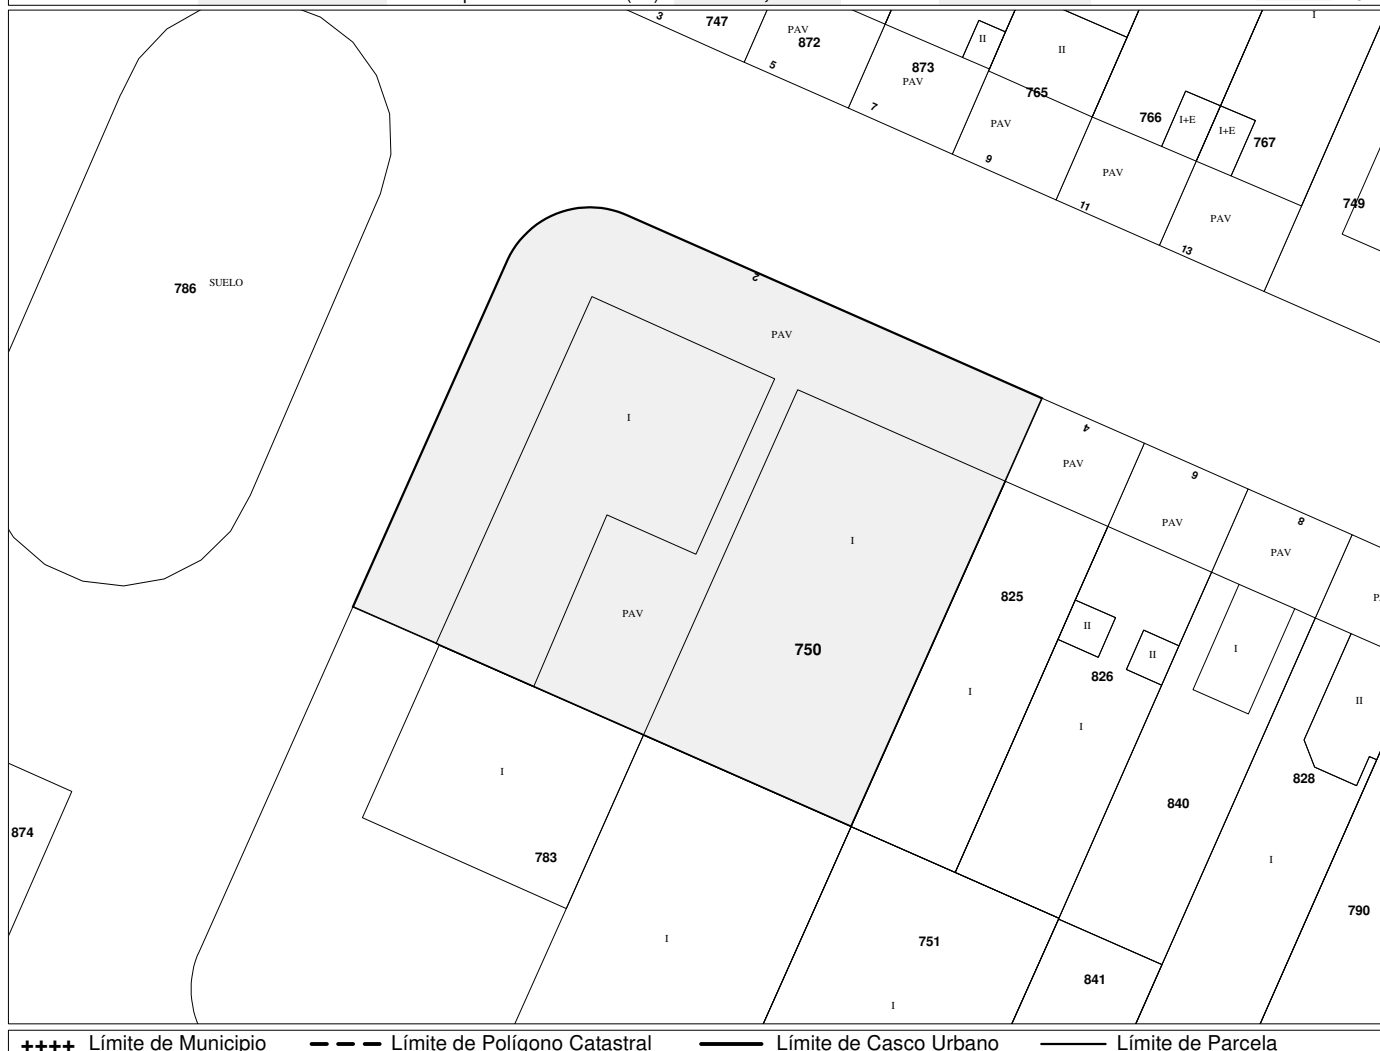 3
747
PAV
872
5
873
PAV
7
II
II
765
PAV
9
I
766
I+E
I+E
767
PAV
11
749
PAV
13
786 SUELO
2
PAV
I
4
PAV
6
PAV
8
PAV
I
PAV
750
825
II
826
II
I
II
I
I
828
840
I
874
783
I
I
751
841
I
790
++++ Límite de Municipio
Límite de Polígono Catastral
Límite de Casco Urbano
Límite de Parcela